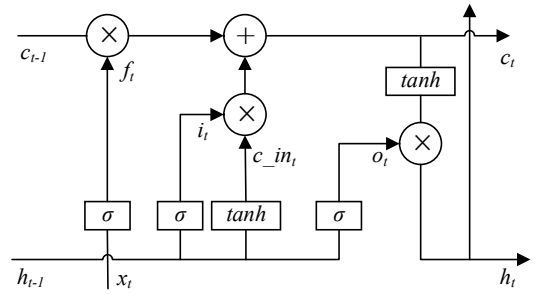 ×
+
c_{t-1}
f_t
c_t
tanh
×
i_t
×
o_t
c_in_t
σ
σ
tanh
σ
h_{t-1}
x_t
h_t